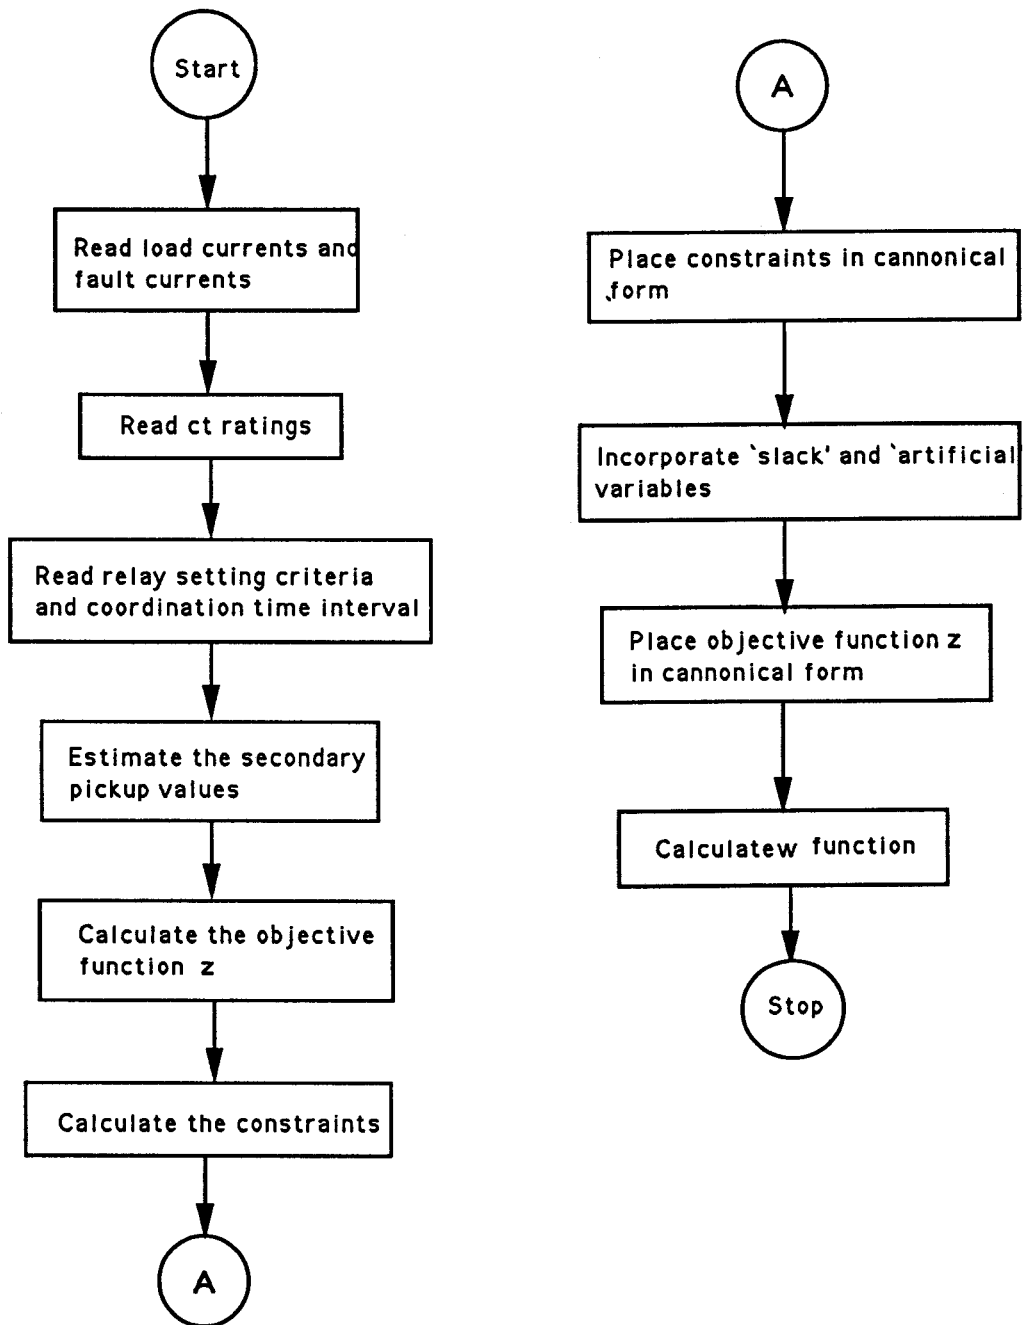 Start
Read load currents and
fault currents
Read ct ratings
Read relay setting criteria
and coordination time interval
Estimate the secondary
pickup values
Calculate the objective
function z
Calculate the constraints
A
A
Place constraints in cannonical
form
Incorporate `slack' and `artificial'
variables
Place objective function z
in cannonical form
Calculatew function
Stop